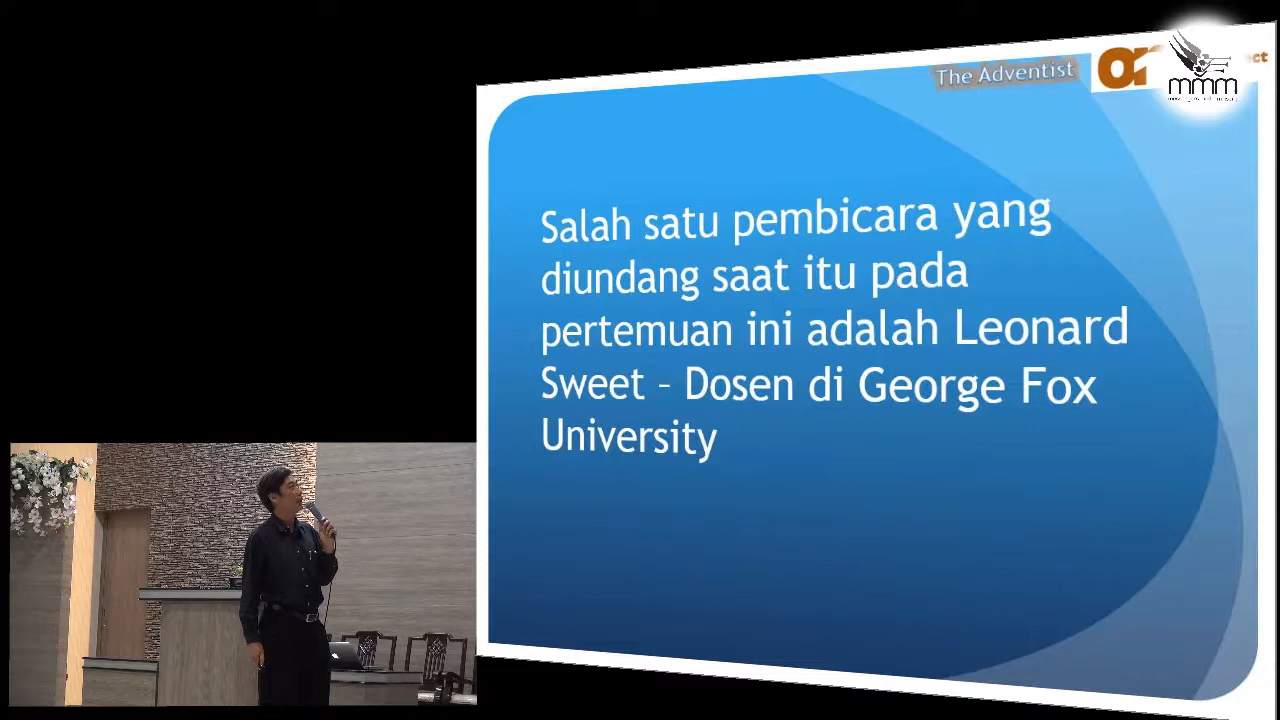 The Adventist
mmm
Salah satu pembicara yang
diundang saat itu pada
pertemuan ini adalah Leonard
Sweet – Dosen di George Fox
University